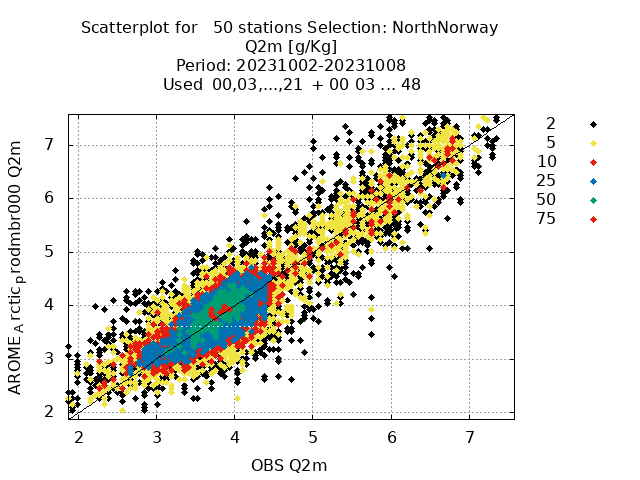 Scatterplot for   50 stations Selection: NorthNorway
Q2m [g/Kg]
Period: 20231002-20231008
Used  00,03,...,21  + 00 03 ... 48
AROME_Arctic_prodmbr000 Q2m
7
6
5
4
3
2
2 3 4 5 6 7
OBS Q2m
2
5
10
25
50
75